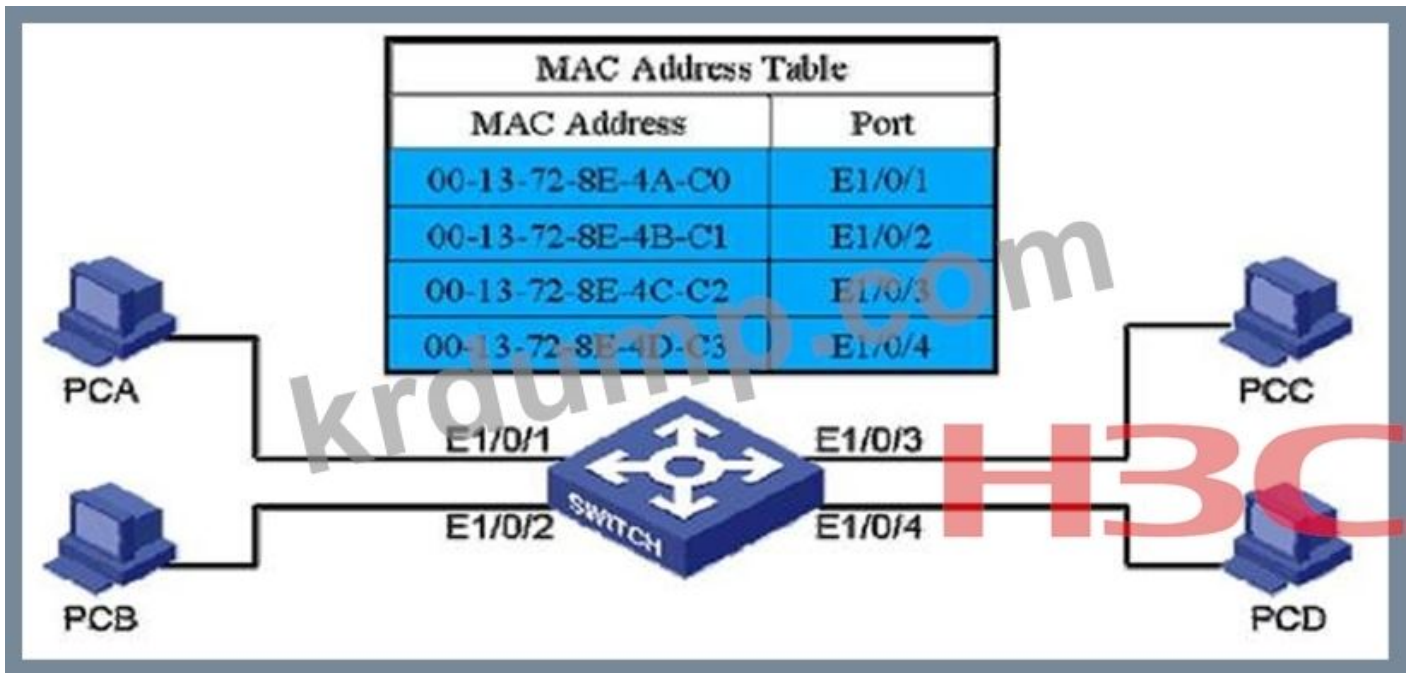 MAC Address Table
MAC Address Port
00-13-72-8E-4A-C0 E1/0/1
00-13-72-8E-4B-C1 E1/0/2
00-13-72-8E-4C-C2 E1/0/3
00-13-72-8E-4D-C3 E1/0/4
krdump.com
PCA
PCC
E1/0/1
E1/0/3
H3C
SWITCH
E1/0/2
E1/0/4
PCB
PCD